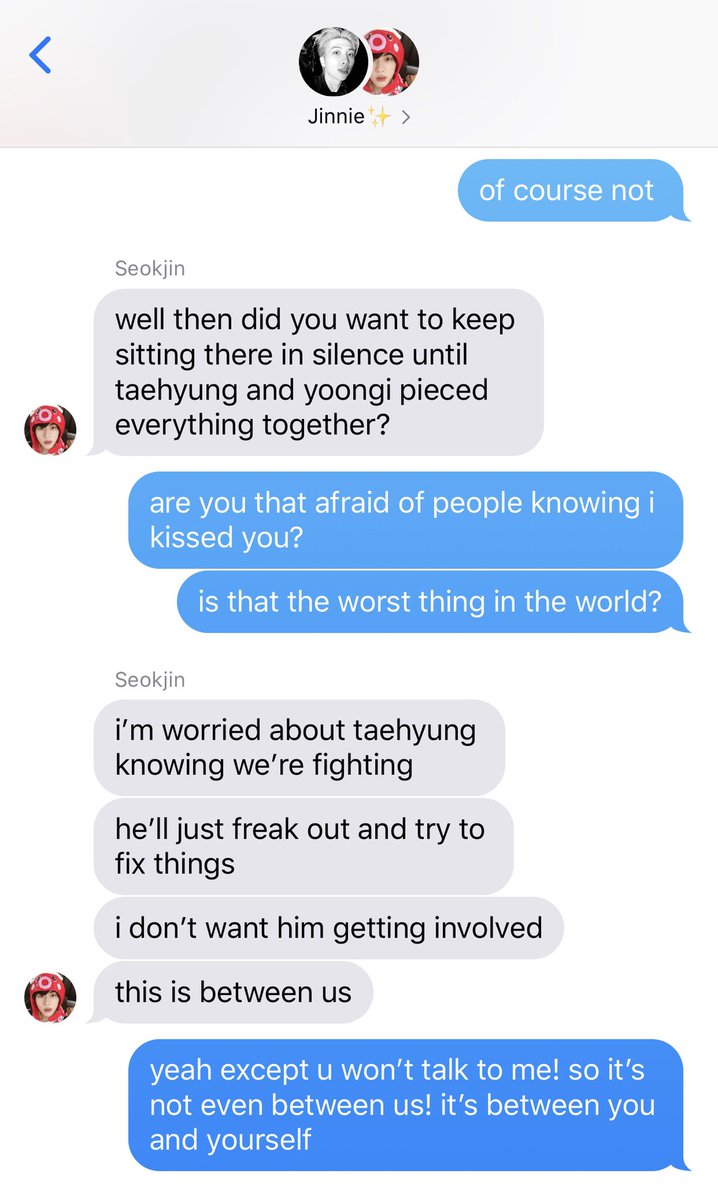 Jinnie✨
of course not
Seokjin
well then did you want to keep
sitting there in silence until
taehyung and yoongi pieced
everything together?
are you that afraid of people knowing i
kissed you?
is that the worst thing in the world?
Seokjin
i’m worried about taehyung
knowing we’re fighting
he’ll just freak out and try to
fix things
i don’t want him getting involved
this is between us
yeah except u won’t talk to me! so it’s
not even between us! it’s between you
and yourself